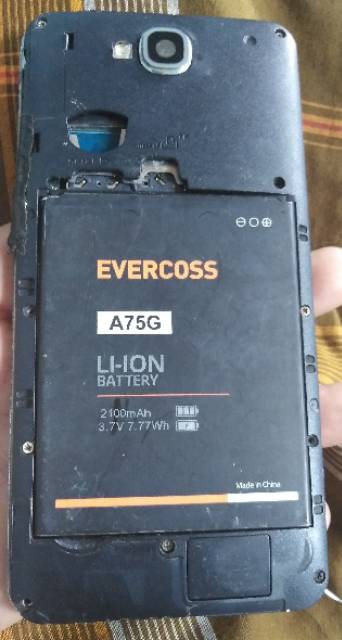 EVERCOSS
A75G
LI-ION
BATTERY
2100mAh
3.7V 7.77Wh
Made in China